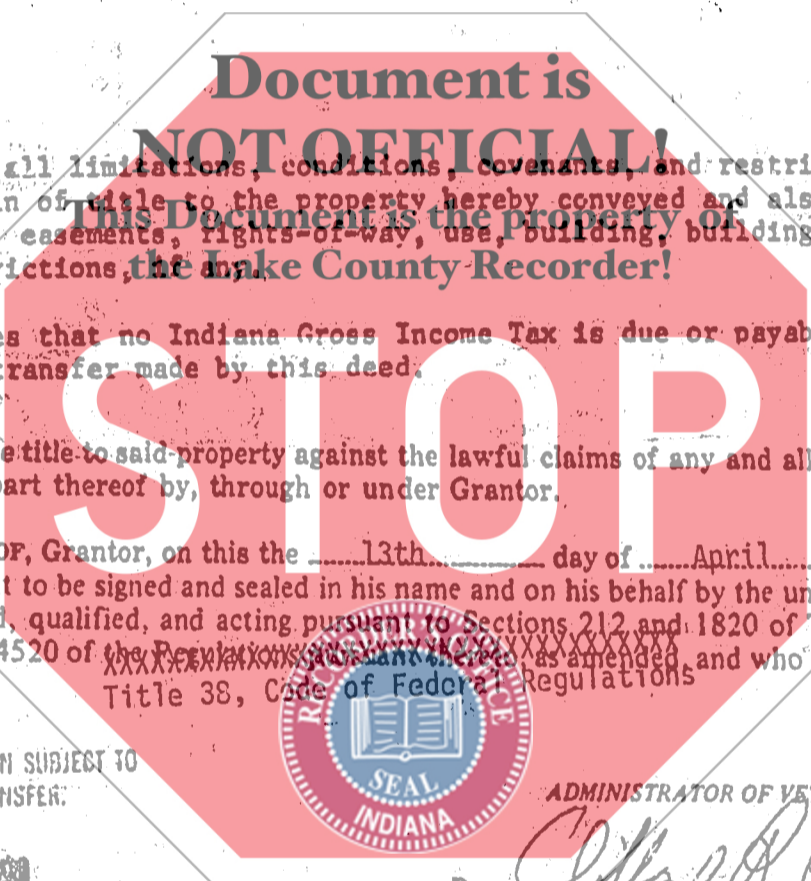 Document is
NOT OFFICIAL!
all limitations, conditions, covenants, and restri
n of title to the property hereby conveyed and als
This Document is the property of
easements, rights-of-way, use, building, building
rictions, if any.
the Lake County Recorder!
es that no Indiana Gross Income Tax is due or payab
transfer made by this deed.
STOP
e title to said property against the lawful claims of any and all
part thereof by, through or under Grantor.
OF, Grantor, on this the 13th day of April
t to be signed and sealed in his name and on his behalf by the un
d, qualified, and acting pursuant to Sections 212 and 1820 of
4520 of the Regulations pursuant thereto as amended, and who
Title 38, Code of Federal Regulations
RECORDER'S OFFICE
SEAL
INDIANA
N SUBJECT TO
NSFER.
ADMINISTRATOR OF VE